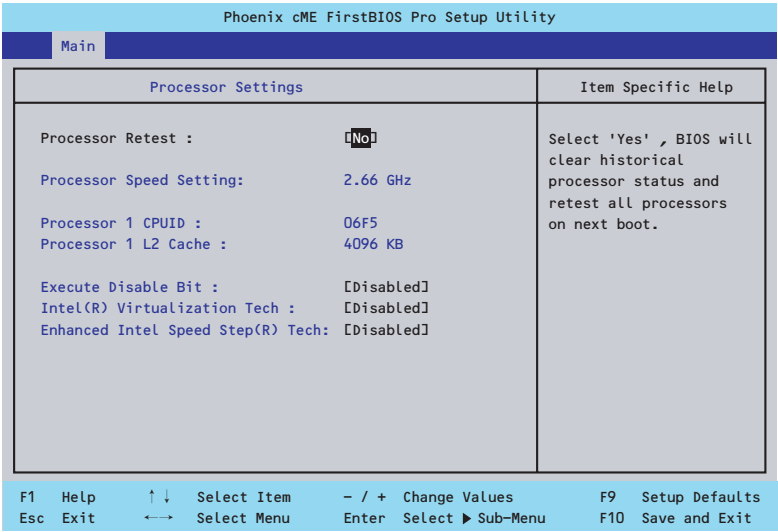 Phoenix cME FirstBIOS Pro Setup Utility
Main
Processor Settings
Processor Retest : [No]
Processor Speed Setting: 2.66 GHz
Processor 1 CPUID : 06F5
Processor 1 L2 Cache : 4096 KB
Execute Disable Bit : [Disabled]
Intel(R) Virtualization Tech : [Disabled]
Enhanced Intel Speed Step(R) Tech: [Disabled]
Item Specific Help
Select 'Yes' , BIOS will
clear historical
processor status and
retest all processors
on next boot.
F1 Help ↑↓ Select Item - / + Change Values F9 Setup Defaults
Esc Exit ←→ Select Menu Enter Select ▶ Sub-Menu F10 Save and Exit